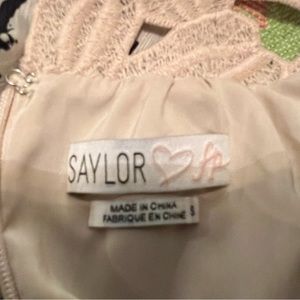 SAYLOR
MADE IN CHINA
FABRIQUE EN CHINE
S